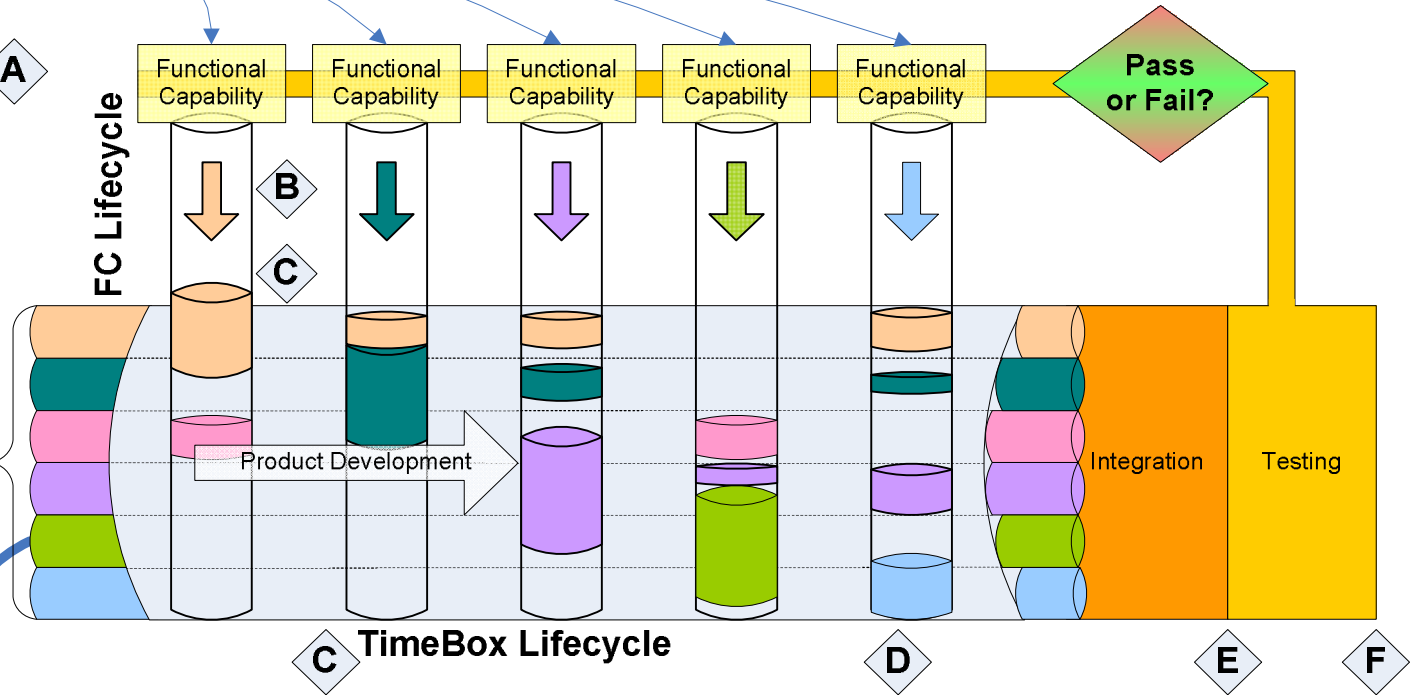 A
Functional
Capability
Functional
Capability
Functional
Capability
Functional
Capability
Functional
Capability
Pass
or Fail?
FC Lifecycle
B
C
Product Development
Integration
Testing
C
TimeBox Lifecycle
D
E
F